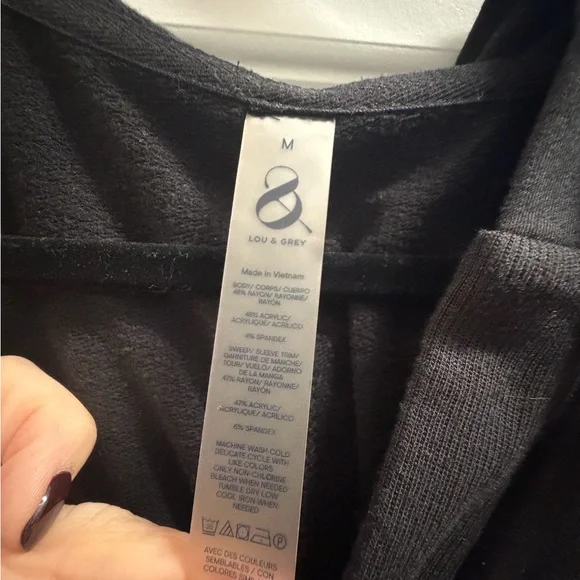 M
&
LOU & GREY
Made in Vietnam
BODY/ CORPS/ CUERPO
48% RAYON/ RAYONNE/
RAYÓN
48% ACRYLIC/
ACRYLIQUE/ ACRÍLICO
4% SPANDEX
SWEEP/ SLEEVE TRIM/
GARNITURE DE MANCHE/
TOUR/ VUELO/ ADORNO
DE LA MANGA
47% RAYON/ RAYONNE/
RAYÓN
47% ACRYLIC/
ACRYLIQUE/ ACRÍLICO
6% SPANDEX
MACHINE WASH COLD
DELICATE CYCLE WITH
LIKE COLORS
ONLY NON-CHLORINE
BLEACH WHEN NEEDED
TUMBLE DRY LOW
COOL IRON WHEN
NEEDED
P
AVEC DES COULEURS
SEMBLABLES / CON
COLORES